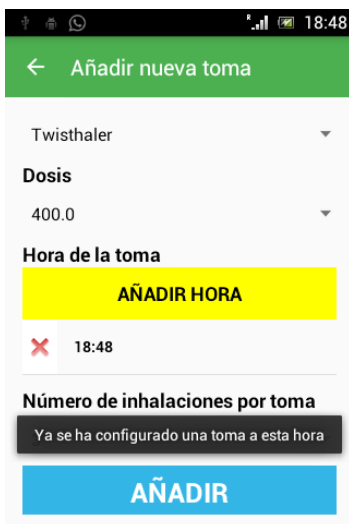 18:48
Añadir nueva toma
Twisthaler
Dosis
400.0
Hora de la toma
AÑADIR HORA
18:48
Número de inhalaciones por toma
Ya se ha configurado una toma a esta hora
AÑADIR